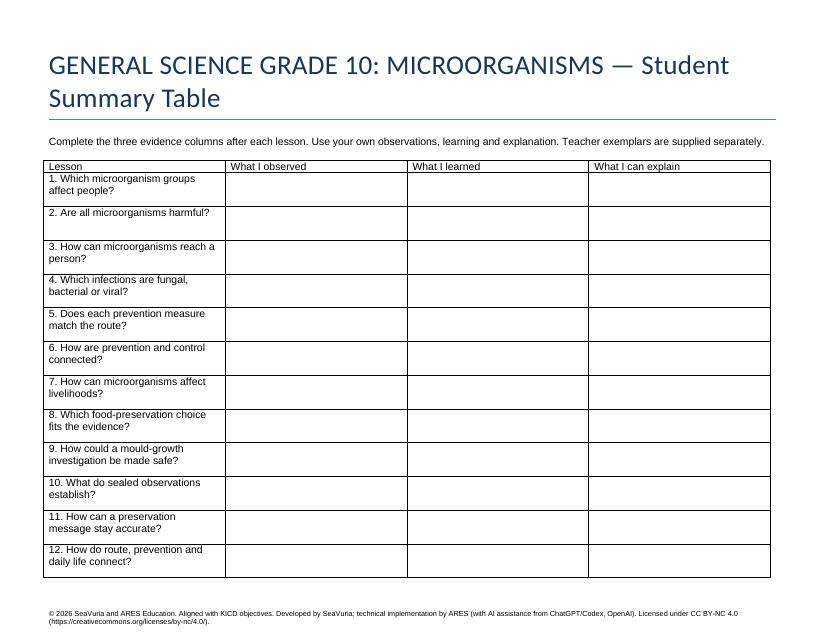 GENERAL SCIENCE GRADE 10: MICROORGANISMS — Student
Summary Table
Complete the three evidence columns after each lesson. Use your own observations, learning and explanation. Teacher exemplars are supplied separately.
Lesson What I observed What I learned What I can explain
1. Which microorganism groups
affect people?
2. Are all microorganisms harmful?
3. How can microorganisms reach a
person?
4. Which infections are fungal,
bacterial or viral?
5. Does each prevention measure
match the route?
6. How are prevention and control
connected?
7. How can microorganisms affect
livelihoods?
8. Which food-preservation choice
fits the evidence?
9. How could a mould-growth
investigation be made safe?
10. What do sealed observations
establish?
11. How can a preservation
message stay accurate?
12. How do route, prevention and
daily life connect?
© 2026 SeaVuria and ARES Education. Aligned with KICD objectives. Developed by SeaVuria; technical implementation by ARES (with AI assistance from ChatGPT/Codex, OpenAI). Licensed under CC BY-NC 4.0
(https://creativecommons.org/licenses/by-nc/4.0/).